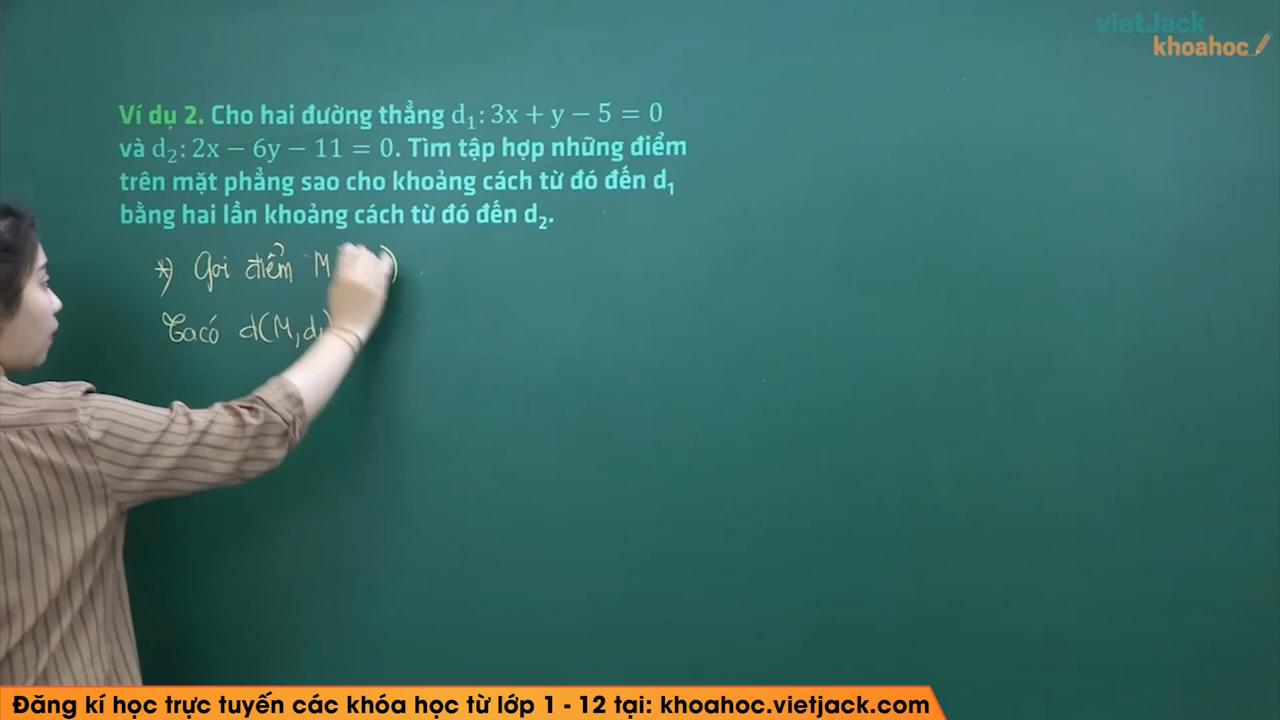 vietJack
khoahoc
Ví dụ 2. Cho hai đường thẳng d₁: 3x + y − 5 = 0
và d₂: 2x − 6y − 11 = 0. Tìm tập hợp những điểm
trên mặt phẳng sao cho khoảng cách từ đó đến d₁
bằng hai lần khoảng cách từ đó đến d₂.
*) Gọi điểm M )
Ta có d(M,d₁)
Đăng kí học trực tuyến các khóa học từ lớp 1 - 12 tại: khoahoc.vietjack.com